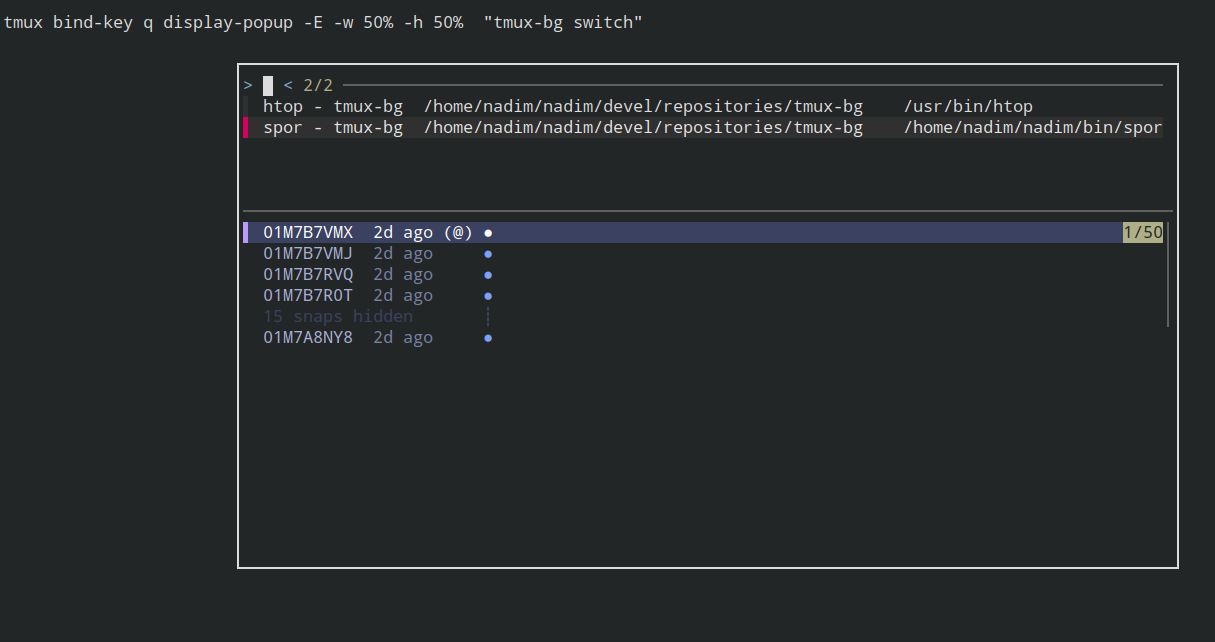 tmux bind-key q display-popup -E -w 50% -h 50%  "tmux-bg switch"
>   < 2/2
htop - tmux-bg  /home/nadim/nadim/devel/repositories/tmux-bg    /usr/bin/htop
spor - tmux-bg  /home/nadim/nadim/devel/repositories/tmux-bg    /home/nadim/nadim/bin/spor
01M7B7VMX  2d ago (@) ● 1/50
01M7B7VMJ  2d ago     ●
01M7B7RVQ  2d ago     ●
01M7B7R0T  2d ago     ●
15 snaps hidden       ┊
01M7A8NY8  2d ago     ●